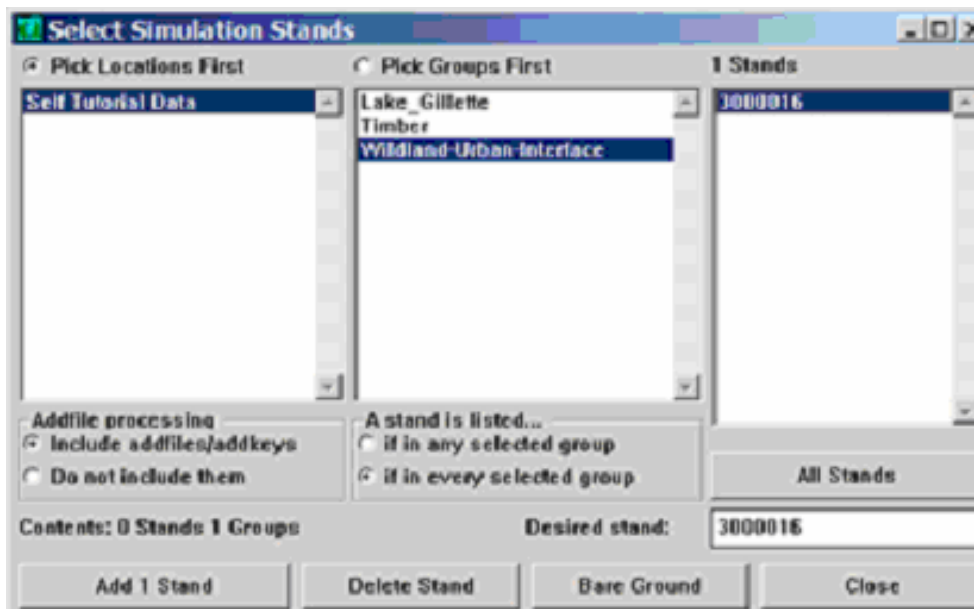 Select Simulation Stands
Pick Locations First
Pick Groups First
1 Stands
Self Tutorial Data
Lake_Gillette
Timber
Wildland-Urban-Interface
3000016
Addfile processing
Include addfiles/addkeys
Do not include them
A stand is listed...
if in any selected group
if in every selected group
All Stands
Contents: 0 Stands 1 Groups
Desired stand:
3000016
Add 1 Stand
Delete Stand
Bare Ground
Close